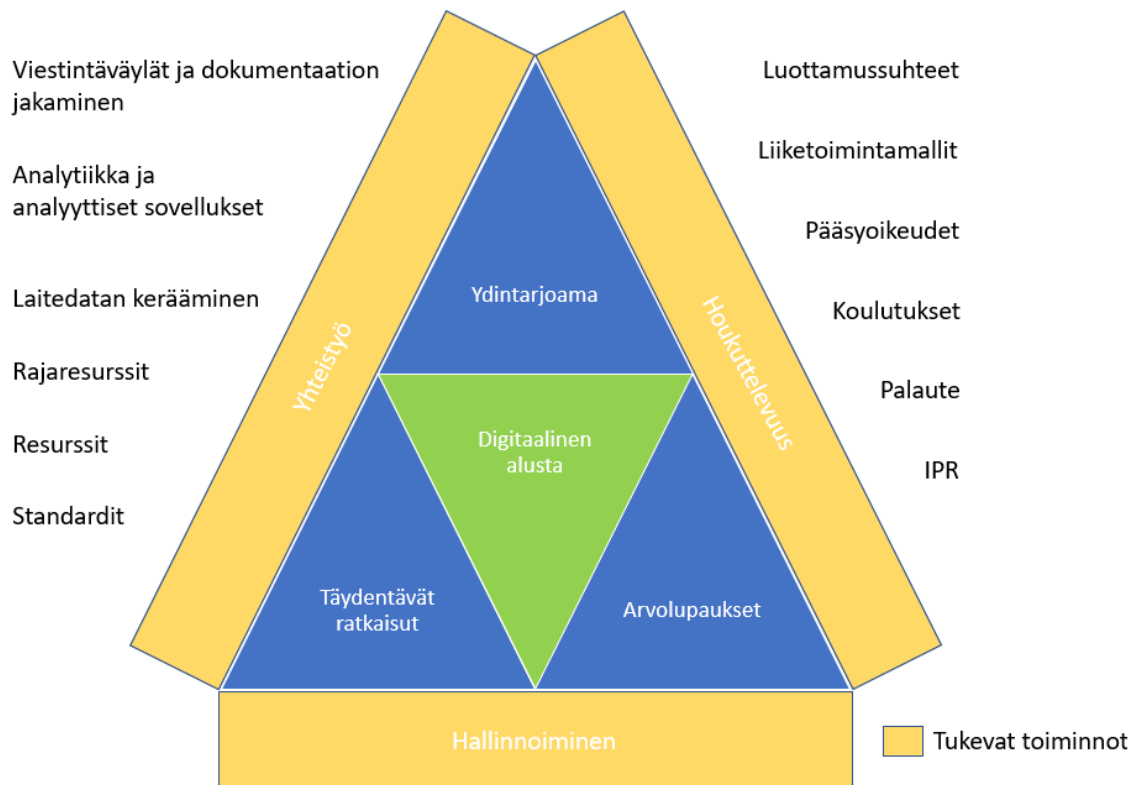 Viestintäväylät ja dokumentaation
jakaminen
Analytiikka ja
analyyttiset sovellukset
Laitedatan kerääminen
Rajaresurssit
Resurssit
Standardit
Yhteistyö
Ydintarjoama
Digitaalinen
alusta
Täydentävät
ratkaisut
Arvolupaukset
Houkuttelevuus
Luottamussuhteet
Liiketoimintamallit
Pääsyoikeudet
Koulutukset
Palaute
IPR
Hallinnoiminen
Tukevat toiminnot